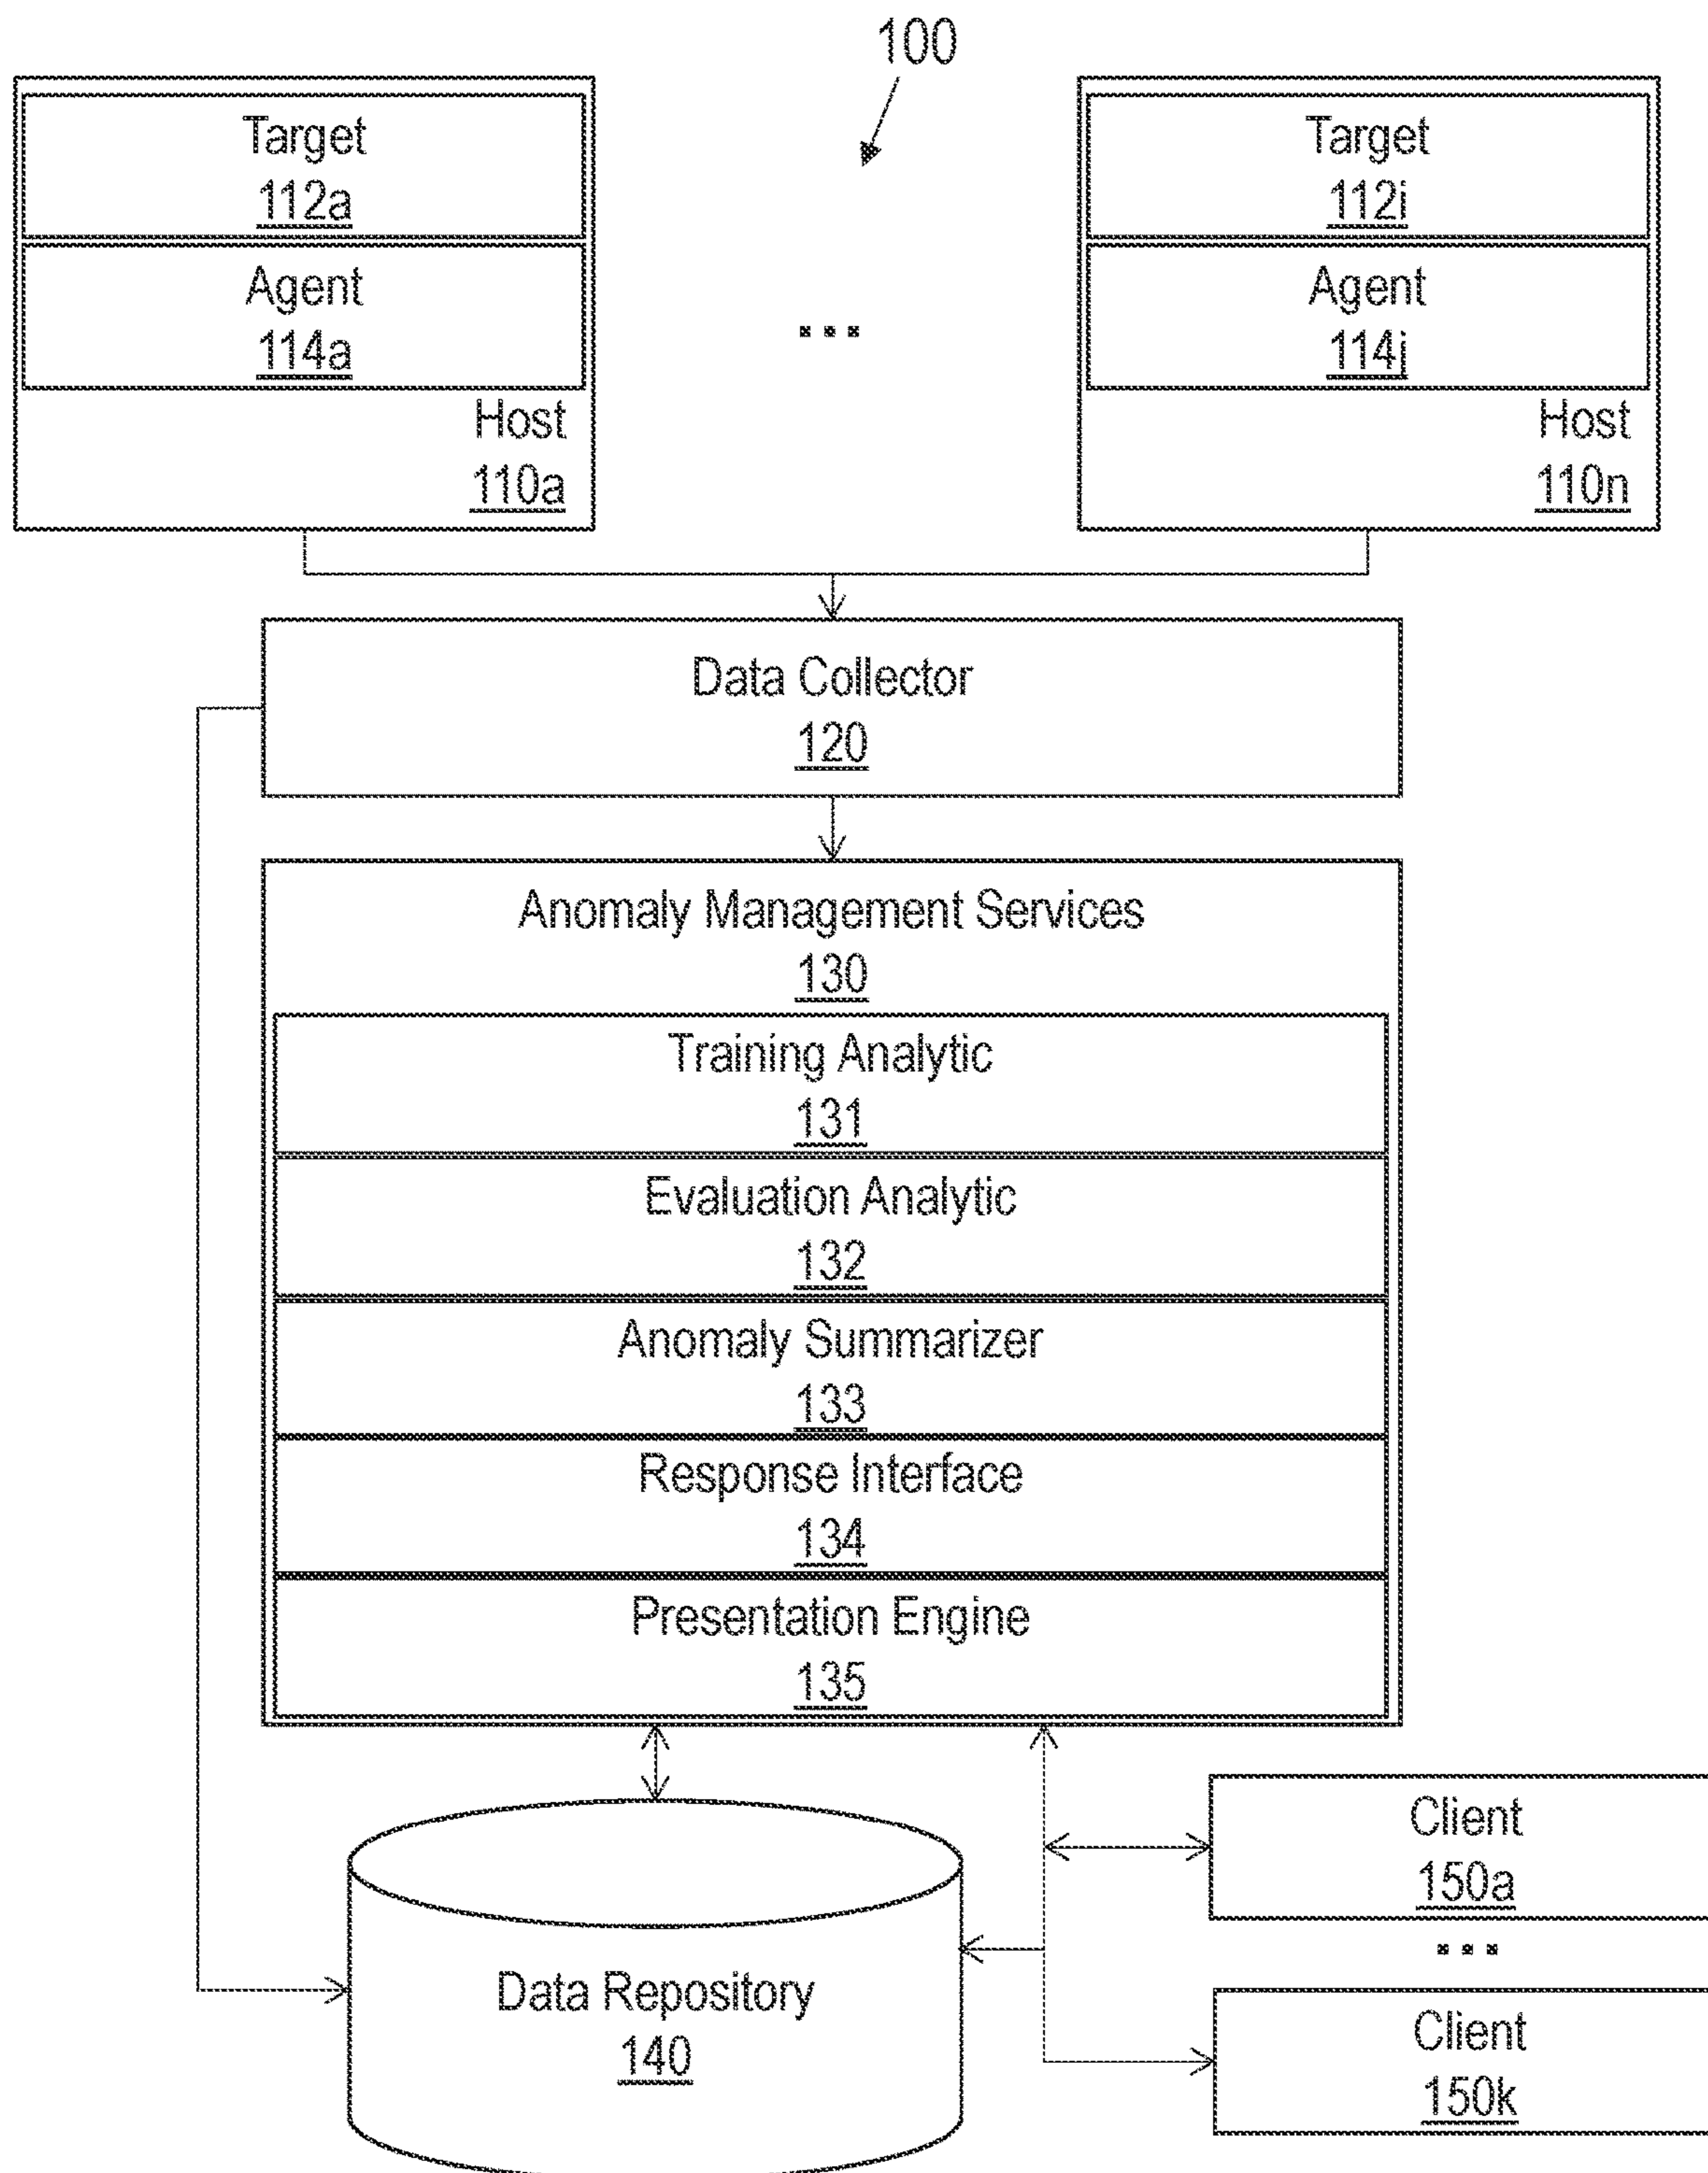 100
Target
112a
Agent
114a
Host
110a
...
Target
112i
Agent
114j
Host
110n
Data Collector
120
Anomaly Management Services
130
Training Analytic
131
Evaluation Analytic
132
Anomaly Summarizer
133
Response Interface
134
Presentation Engine
135
Data Repository
140
Client
150a
...
Client
150k